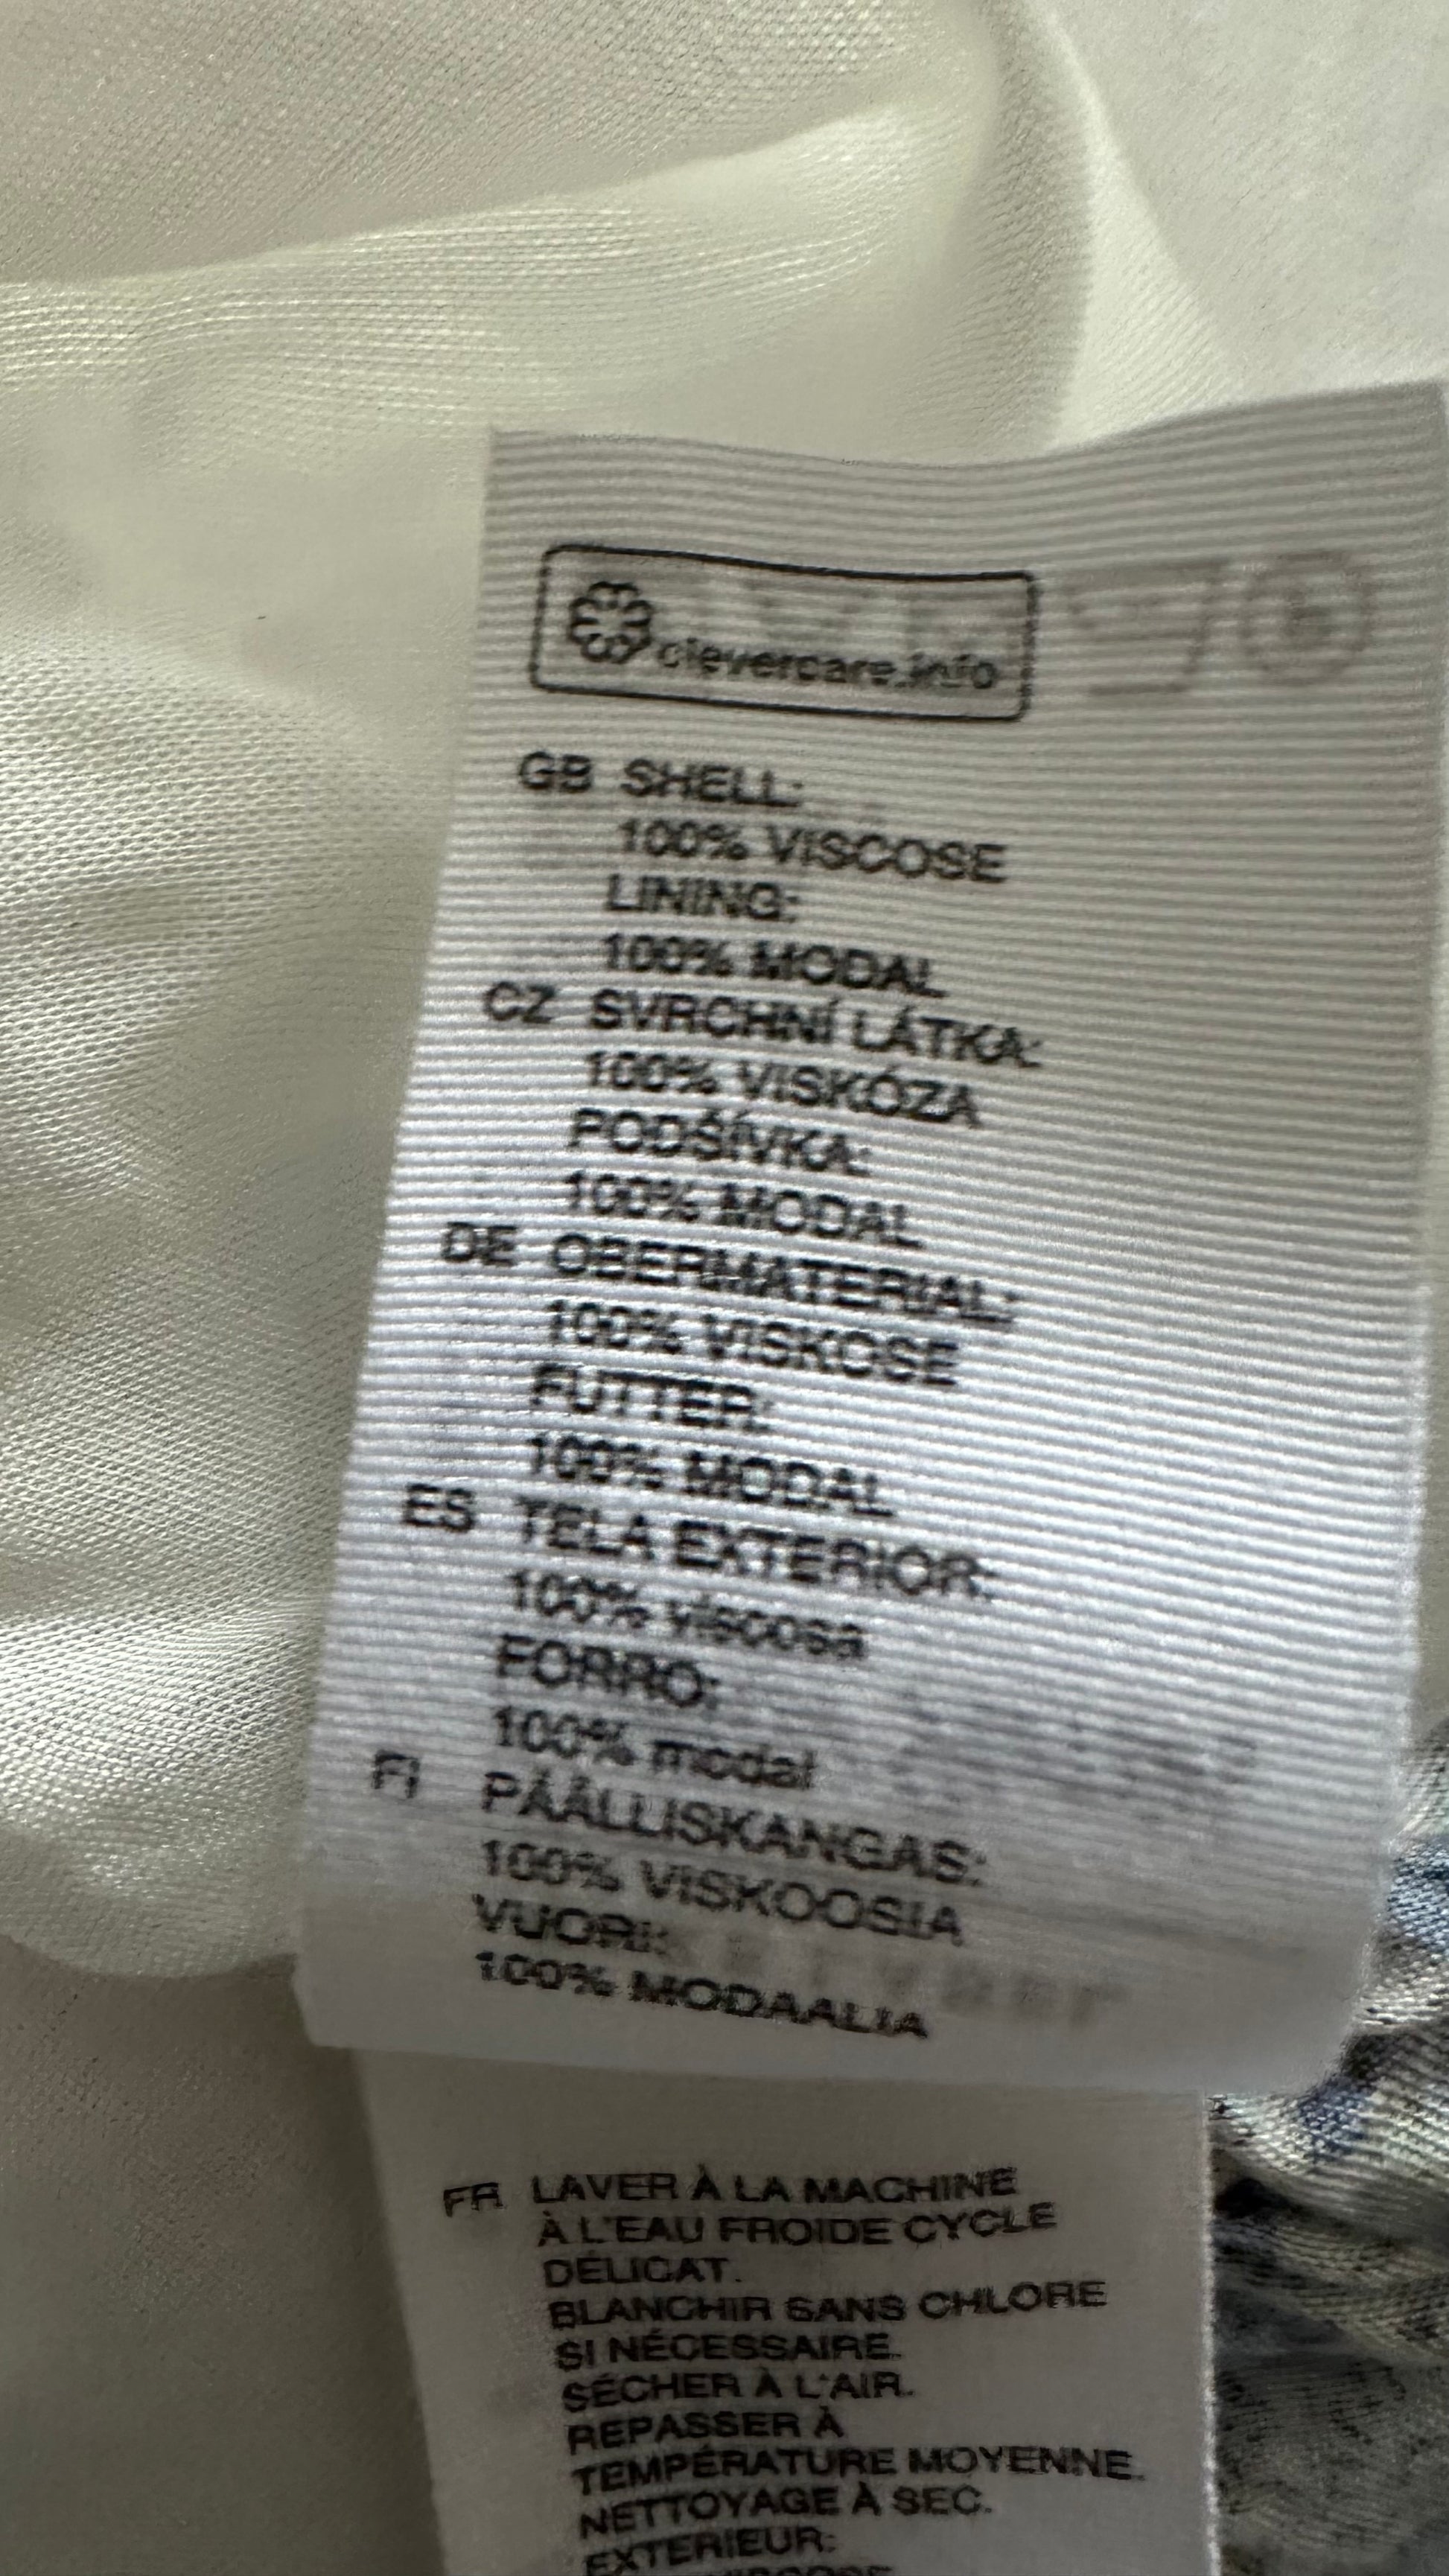 clevercare.info
GB SHELL:
100% VISCOSE
LINING:
100% MODAL
CZ SVRCHNÍ LÁTKA:
100% VISKÓZA
PODŠÍVKA:
100% MODAL
DE OBERMATERIAL:
100% VISKOSE
FUTTER:
100% MODAL
ES TELA EXTERIOR:
100% viscosa
FORRO:
100% modal
FI PÄÄLLISKANGAS:
100% VISKOOSIA
VUORI:
100% MODAALIA
FR LAVER À LA MACHINE
À L'EAU FROIDE CYCLE
DÉLICAT.
BLANCHIR SANS CHLORE
SI NÉCESSAIRE.
SÉCHER À L'AIR.
REPASSER À
TEMPÉRATURE MOYENNE.
NETTOYAGE À SEC.
EXTERIEUR:
VISCOSE